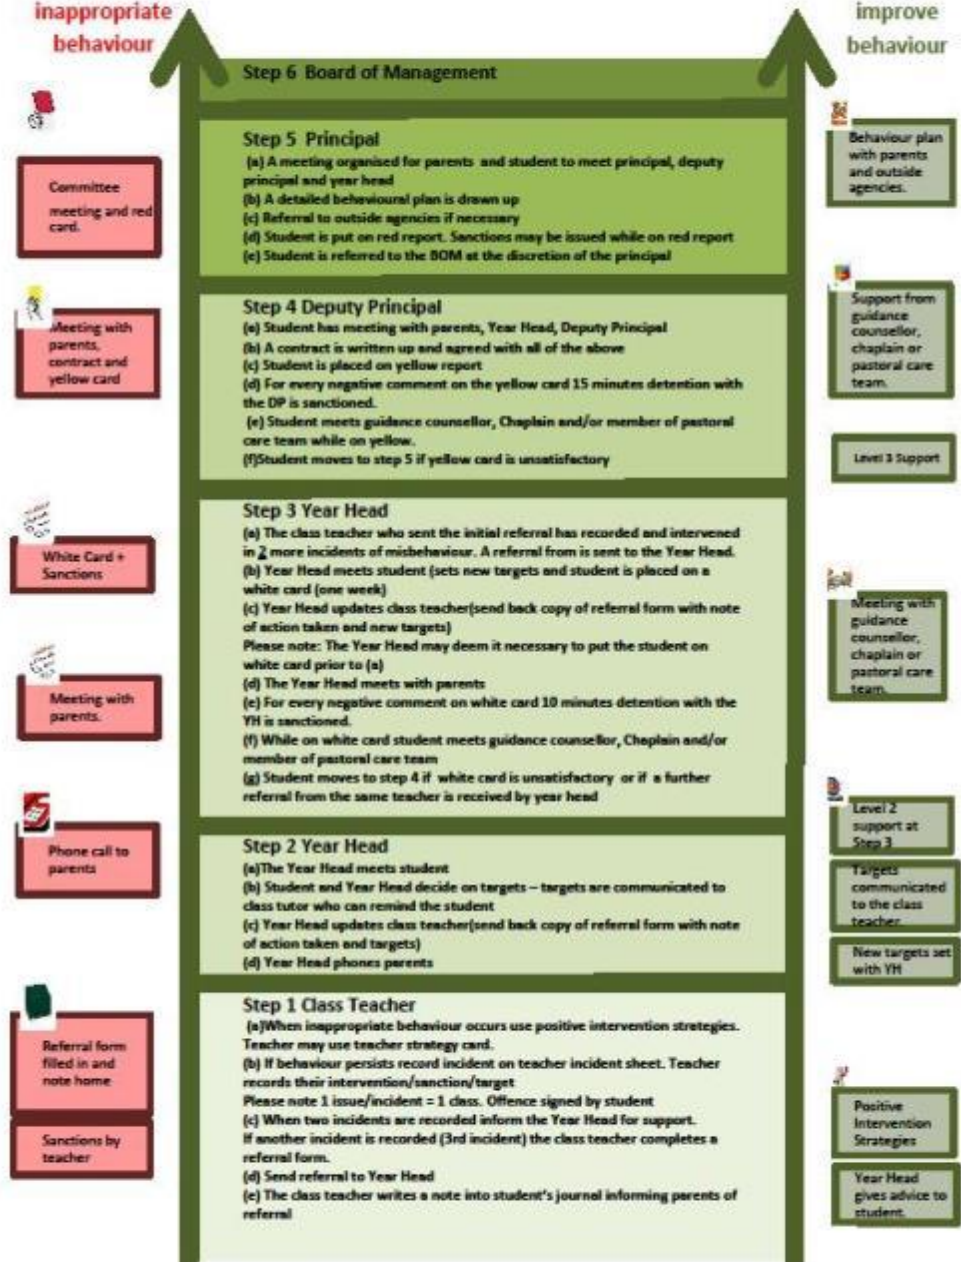 inappropriate
behaviour
improve
behaviour
Step 6 Board of Management
Step 5 Principal
(a) A meeting organised for parents and student to meet principal, deputy
principal and year head
(b) A detailed behavioural plan is drawn up
(c) Referral to outside agencies if necessary
(d) Student is put on red report. Sanctions may be issued while on red report
(e) Student is referred to the BOM at the discretion of the principal
Committee
meeting and red
card.
Behaviour plan
with parents
and outside
agencies.
Step 4 Deputy Principal
(a) Student has meeting with parents, Year Head, Deputy Principal
(b) A contract is written up and agreed with all of the above
(c) Student is placed on yellow report
(d) For every negative comment on the yellow card 15 minutes detention with
the DP is sanctioned.
(e) Student meets guidance counsellor, Chaplain and/or member of pastoral
care team while on yellow.
(f)Student moves to step 5 if yellow card is unsatisfactory
Meeting with
parents,
contract and
yellow card
Support from
guidance
counsellor,
chaplain or
pastoral care
team.
Level 3 Support
Step 3 Year Head
(a) The class teacher who sent the initial referral has recorded and intervened
in 2 more incidents of misbehaviour. A referral from is sent to the Year Head.
(b) Year Head meets student (sets new targets and student is placed on a
white card (one week)
(c) Year Head updates class teacher(send back copy of referral form with note
of action taken and new targets)
Please note: The Year Head may deem it necessary to put the student on
white card prior to (a)
(d) The Year Head meets with parents
(e) For every negative comment on white card 10 minutes detention with the
YH is sanctioned.
(f) While on white card student meets guidance counsellor, Chaplain and/or
member of pastoral care team
(g) Student moves to step 4 if white card is unsatisfactory or if a further
referral from the same teacher is received by year head
White Card +
Sanctions
Meeting with
parents.
Meeting with
guidance
counsellor,
chaplain or
pastoral care
team.
Step 2 Year Head
(a)The Year Head meets student
(b) Student and Year Head decide on targets – targets are communicated to
class tutor who can remind the student
(c) Year Head updates class teacher(send back copy of referral form with note
of action taken and targets)
(d) Year Head phones parents
Phone call to
parents
Level 2
support at
Step 3
Targets
communicated
to the class
teacher.
New targets set
with YH
Step 1 Class Teacher
(a)When inappropriate behaviour occurs use positive intervention strategies.
Teacher may use teacher strategy card.
(b) If behaviour persists record incident on teacher incident sheet. Teacher
records their intervention/sanction/target
Please note 1 issue/incident = 1 class. Offence signed by student
(c) When two incidents are recorded inform the Year Head for support.
If another incident is recorded (3rd incident) the class teacher completes a
referral form.
(d) Send referral to Year Head
(e) The class teacher writes a note into student's journal informing parents of
referral
Referral form
filled in and
note home
Sanctions by
teacher
Positive
Intervention
Strategies
Year Head
gives advice to
student.